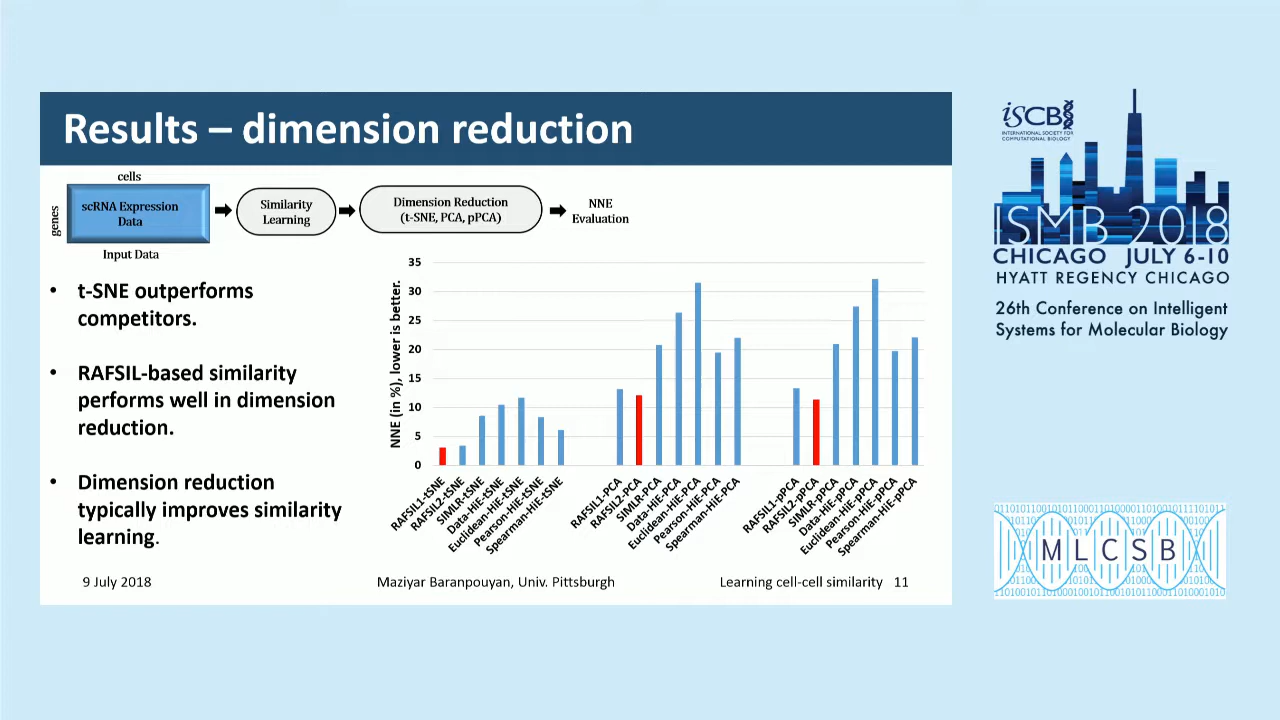 Results – dimension reduction
cells
genes
scRNA Expression
Data
Input Data
Similarity
Learning
Dimension Reduction
(t-SNE, PCA, pPCA)
NNE
Evaluation
• t-SNE outperforms
competitors.
• RAFSIL-based similarity
performs well in dimension
reduction.
• Dimension reduction
typically improves similarity
learning.
NNE (in %), lower is better.
35
30
25
20
15
10
5
0
RAFSIL1-tSNE
RAFSIL2-tSNE
SIMLR-tSNE
Data-HiE-tSNE
Euclidean-HiE-tSNE
Pearson-HiE-tSNE
Spearman-HiE-tSNE
RAFSIL1-PCA
RAFSIL2-PCA
SIMLR-PCA
Data-HiE-PCA
Euclidean-HiE-PCA
Pearson-HiE-PCA
Spearman-HiE-PCA
RAFSIL1-pPCA
RAFSIL2-pPCA
SIMLR-pPCA
Data-HiE-pPCA
Euclidean-HiE-pPCA
Pearson-HiE-pPCA
Spearman-HiE-pPCA
9 July 2018
Maziyar Baranpouyan, Univ. Pittsburgh
Learning cell-cell similarity 11
iSCB
INTERNATIONAL SOCIETY FOR
COMPUTATIONAL BIOLOGY
ISMB 2018
CHICAGO JULY 6-10
HYATT REGENCY CHICAGO
26th Conference on Intelligent
Systems for Molecular Biology
MLCSB